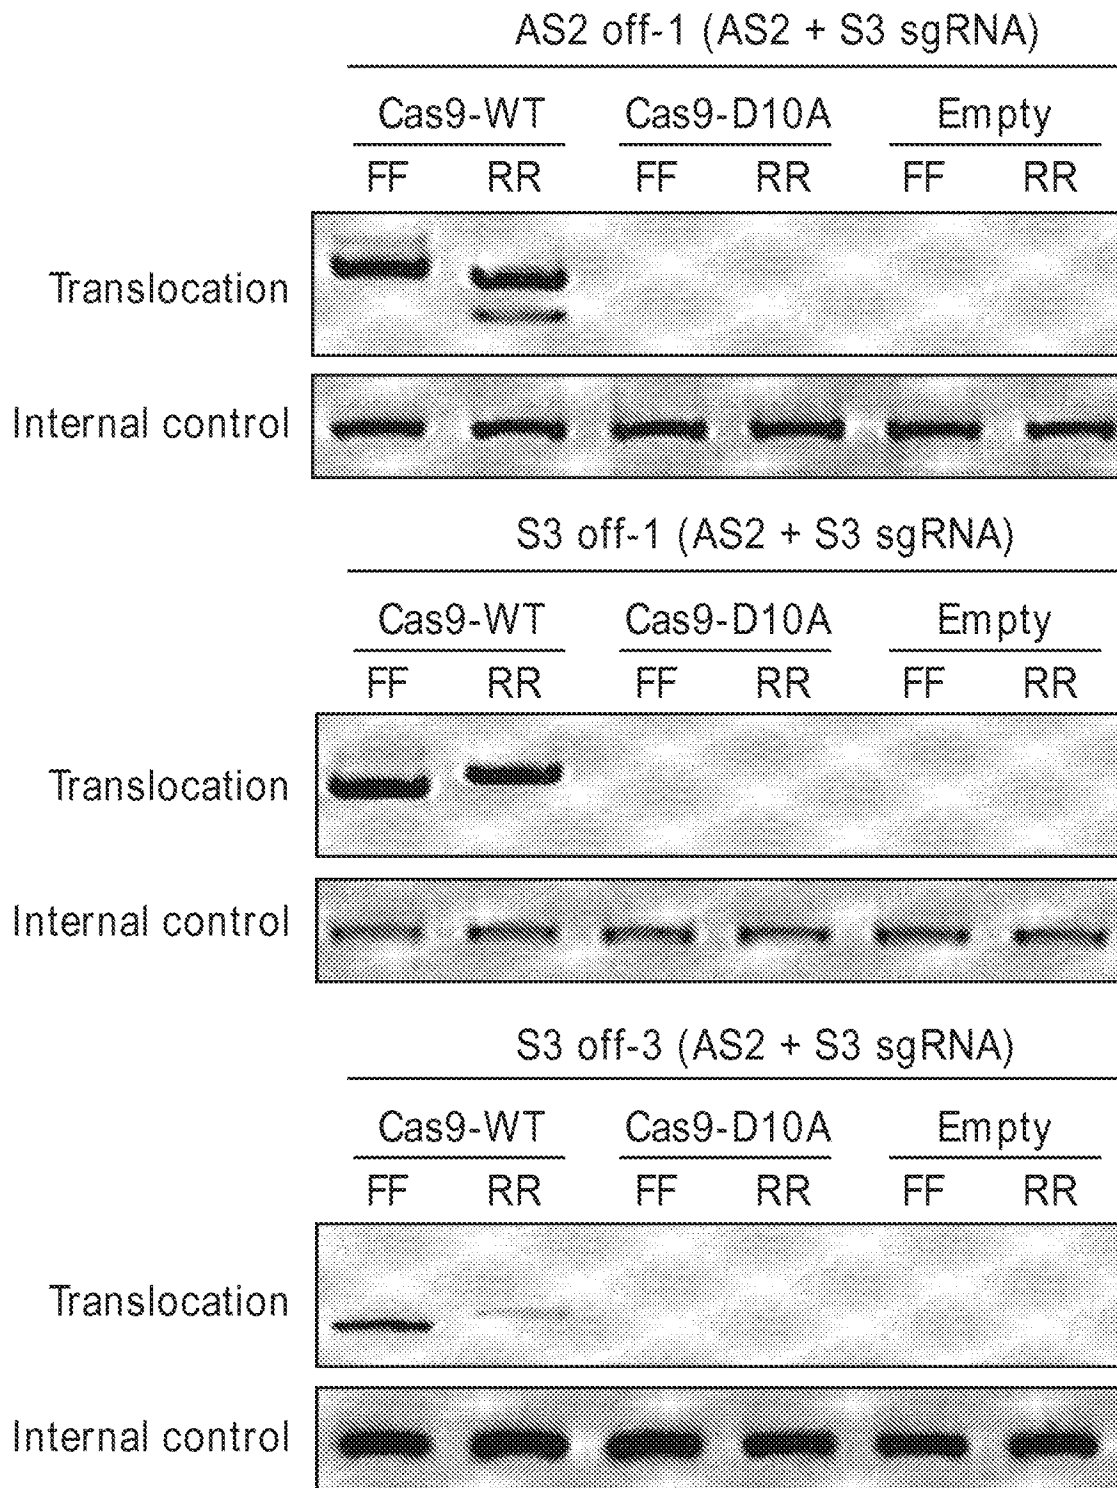 AS2 off-1 (AS2 + S3 sgRNA)
Cas9-WT Cas9-D10A Empty
FF RR FF RR FF RR
Translocation
Internal control
S3 off-1 (AS2 + S3 sgRNA)
Cas9-WT Cas9-D10A Empty
FF RR FF RR FF RR
Translocation
Internal control
S3 off-3 (AS2 + S3 sgRNA)
Cas9-WT Cas9-D10A Empty
FF RR FF RR FF RR
Translocation
Internal control